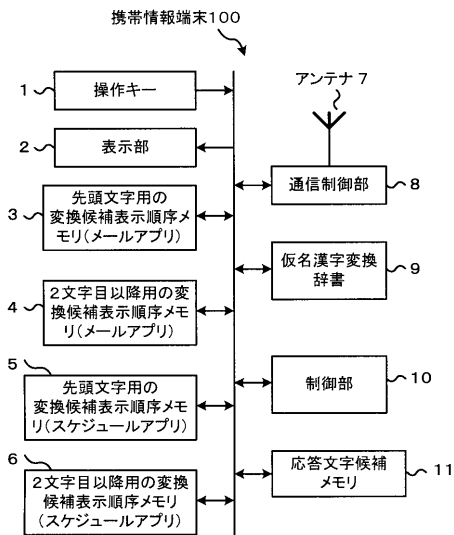 携帯情報端末100
1
操作キー
2
表示部
3
先頭文字用の
変換候補表示順序メ
モリ(メールアプリ)
4
2文字目以降用の変
換候補表示順序メモ
リ(メールアプリ)
5
先頭文字用の
変換候補表示順序メモ
リ(スケジュールアプリ)
6
2文字目以降用の変換
候補表示順序メモリ
(スケジュールアプリ)
アンテナ7
通信制御部
8
仮名漢字変換
辞書
9
制御部
10
応答文字候補
メモリ
11